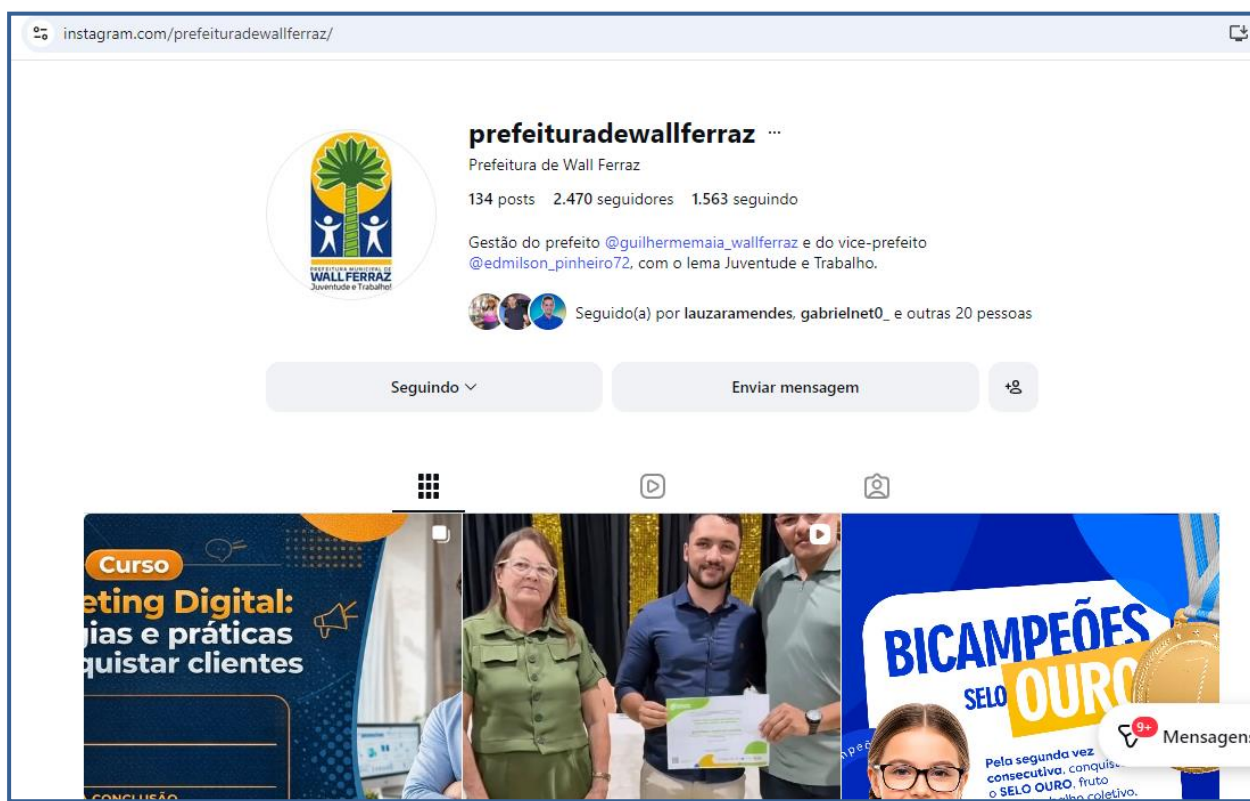 instagram.com/prefeituradewallferraz/
prefeituradewallferraz ...
Prefeitura de Wall Ferraz
134 posts 2.470 seguidores 1.563 seguindo
Gestão do prefeito @guilhermemaia_wallferraz e do vice-prefeito
@edmilson_pinheiro72, com o lema Juventude e Trabalho.
PREFEITURA MUNICIPAL DE
WALL FERRAZ
Juventude e Trabalho!
Seguido(a) por lauzaramendes, gabrielnet0_ e outras 20 pessoas
Seguindo
Enviar mensagem
Curso
eting Digital:
gias e práticas
quistar clientes
CONCLUSÃO
BICAMPEÕES
SELO OURO
Pela segunda vez
consecutiva, conquis
o SELO OURO, fruto
balho coletivo.
9+
Mensagens